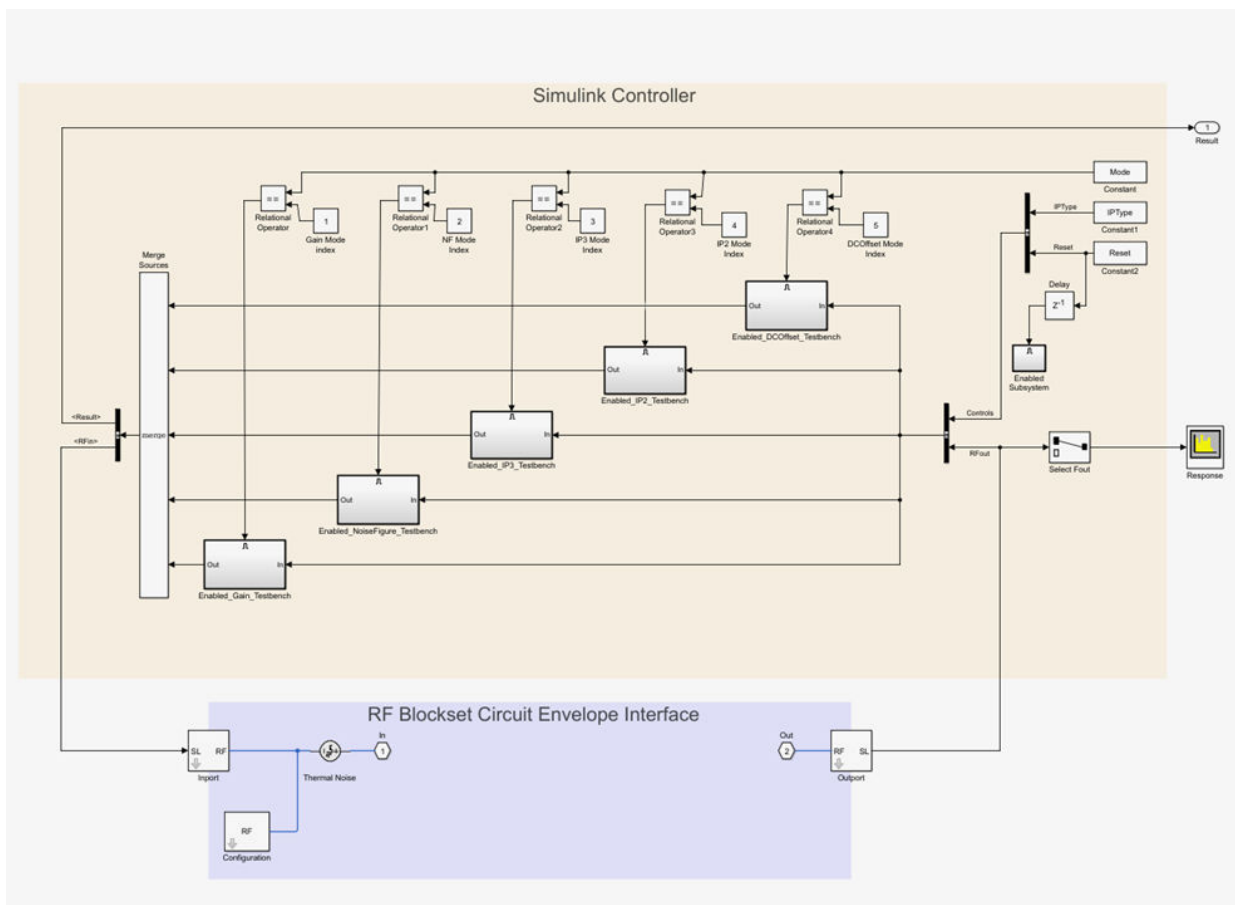 Simulink Controller
1
Result
Mode
Constant
==
Relational
Operator
1
Gain Mode
index
==
Relational
Operator1
2
NF Mode
Index
==
Relational
Operator2
3
IP3 Mode
Index
==
Relational
Operator3
4
IP2 Mode
Index
==
Relational
Operator4
5
DCOffset Mode
Index
IPType
IPType
Constant1
Reset
Reset
Constant2
Delay
Z-1
Enabled
Subsystem
Merge
Sources
merge
Out
In
Enabled_DCOffset_Testbench
Out
In
Enabled_IP2_Testbench
Out
In
Enabled_IP3_Testbench
Out
In
Enabled_NoiseFigure_Testbench
Out
In
Enabled_Gain_Testbench
<Result>
<RFin>
Controls
RFout
Select Fout
Response
RF Blockset Circuit Envelope Interface
SL
RF
Inport
Thermal Noise
In
1
RF
Configuration
Out
2
RF
SL
Outport